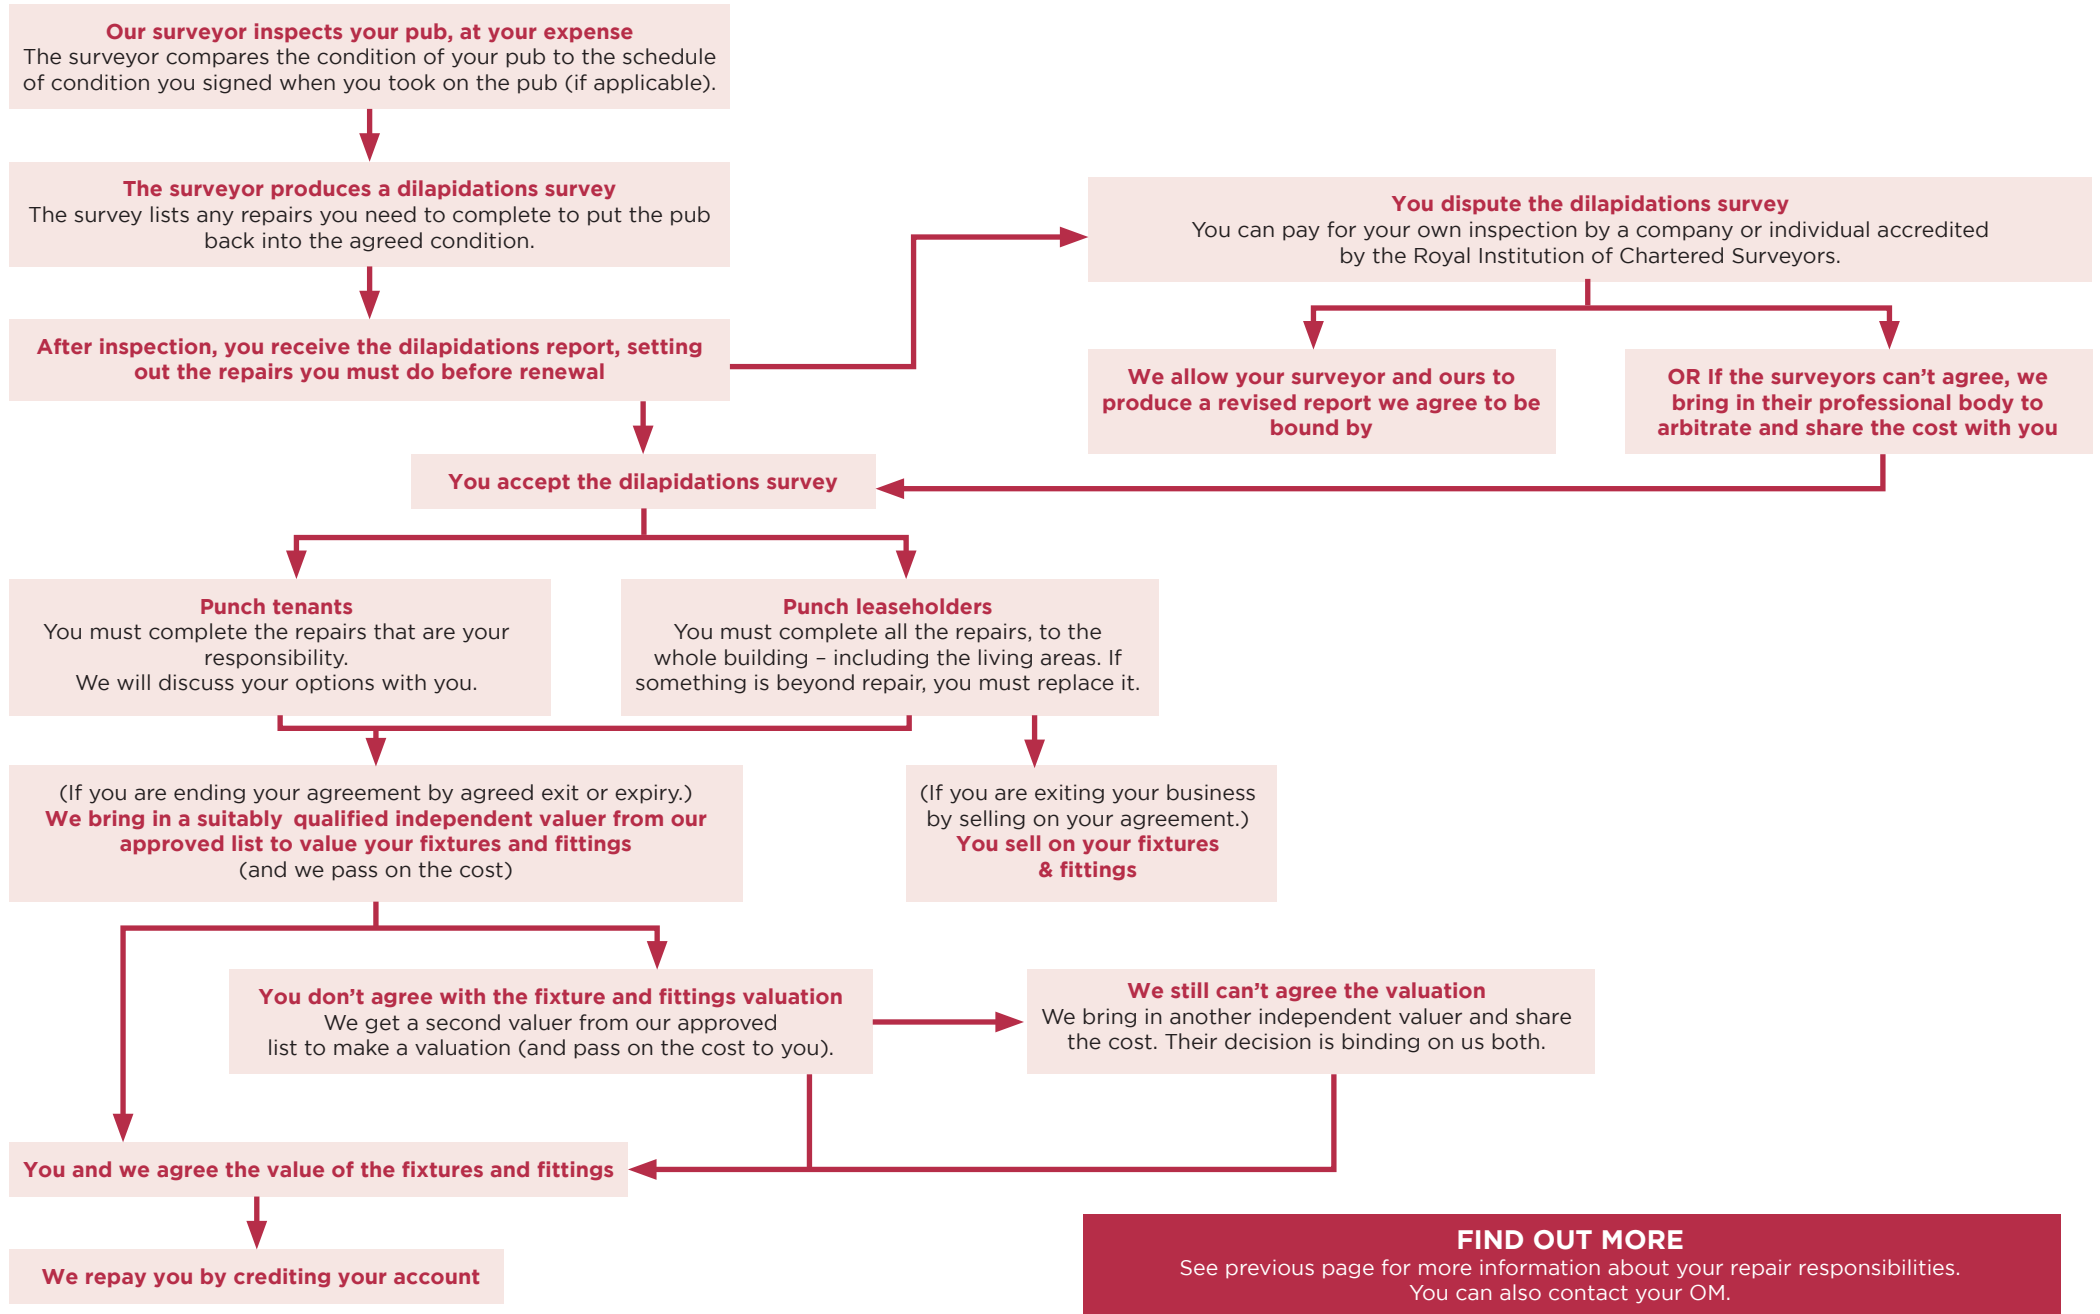 Our surveyor inspects your pub, at your expense
The surveyor compares the condition of your pub to the schedule
of condition you signed when you took on the pub (if applicable).
The surveyor produces a dilapidations survey
The survey lists any repairs you need to complete to put the pub
back into the agreed condition.
After inspection, you receive the dilapidations report, setting
out the repairs you must do before renewal
You dispute the dilapidations survey
You can pay for your own inspection by a company or individual accredited
by the Royal Institution of Chartered Surveyors.
We allow your surveyor and ours to
produce a revised report we agree to be
bound by
OR If the surveyors can’t agree, we
bring in their professional body to
arbitrate and share the cost with you
You accept the dilapidations survey
Punch tenants
You must complete the repairs that are your
responsibility.
We will discuss your options with you.
Punch leaseholders
You must complete all the repairs, to the
whole building – including the living areas. If
something is beyond repair, you must replace it.
(If you are ending your agreement by agreed exit or expiry.)
We bring in a suitably qualified independent valuer from our
approved list to value your fixtures and fittings
(and we pass on the cost)
(If you are exiting your business
by selling on your agreement.)
You sell on your fixtures
& fittings
You don’t agree with the fixture and fittings valuation
We get a second valuer from our approved
list to make a valuation (and pass on the cost to you).
We still can’t agree the valuation
We bring in another independent valuer and share
the cost. Their decision is binding on us both.
You and we agree the value of the fixtures and fittings
We repay you by crediting your account
FIND OUT MORE
See previous page for more information about your repair responsibilities.
You can also contact your OM.